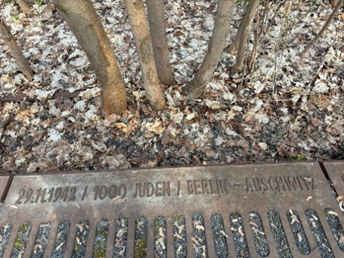 29.11.1942 / 1000 JUDEN / BERLIN - AUSCHWITZ